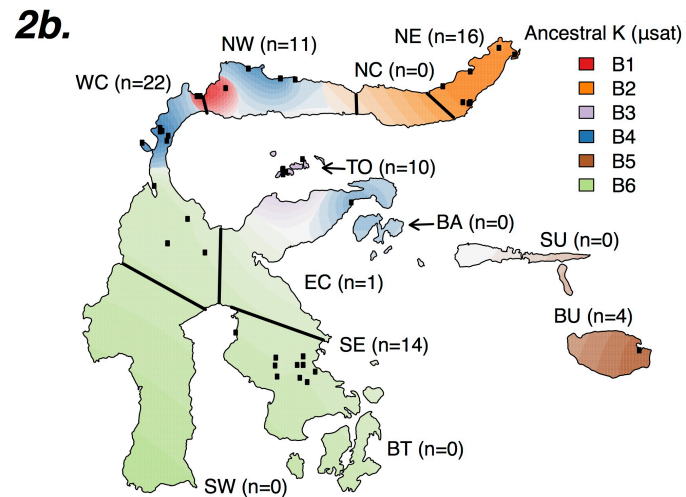 2b.
NW (n=11)
NE (n=16)
Ancestral K (µsat)
WC (n=22)
NC (n=0)
B1
B2
B3
B4
B5
B6
TO (n=10)
BA (n=0)
SU (n=0)
EC (n=1)
BU (n=4)
SE (n=14)
BT (n=0)
SW (n=0)